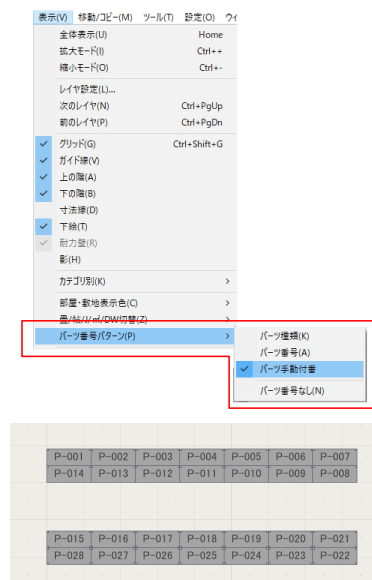 表示(V) 移動/コピー(M) ツール(T) 設定(O) ウィ
全体表示(U) Home
拡大モード(I) Ctrl++
縮小モード(O) Ctrl+-
レイヤ設定(L)...
次のレイヤ(N) Ctrl+PgUp
前のレイヤ(P) Ctrl+PgDn
グリッド(G) Ctrl+Shift+G
ガイド線(V)
上の階(A)
下の階(B)
寸法線(D)
下絵(T)
耐力壁(R)
影(H)
カテゴリ別(K)
部屋・敷地表示色(C)
畳/帖/J/㎡/DW切替(Z)
パーツ番号パターン(P)
パーツ種類(K)
パーツ番号(A)
パーツ手動付番
パーツ番号なし(N)
P-001 P-002 P-003 P-004 P-005 P-006 P-007
P-014 P-013 P-012 P-011 P-010 P-009 P-008
P-015 P-016 P-017 P-018 P-019 P-020 P-021
P-028 P-027 P-026 P-025 P-024 P-023 P-022